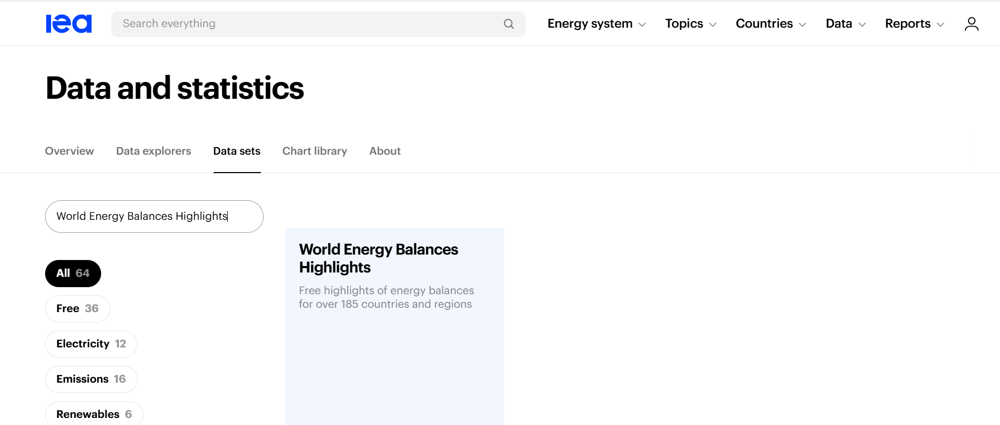 iea
Search everything
Energy system
Topics
Countries
Data
Reports
Data and statistics
Overview
Data explorers
Data sets
Chart library
About
World Energy Balances Highlights
All 64
Free 36
Electricity 12
Emissions 16
Renewables 6
World Energy Balances
Highlights
Free highlights of energy balances
for over 185 countries and regions